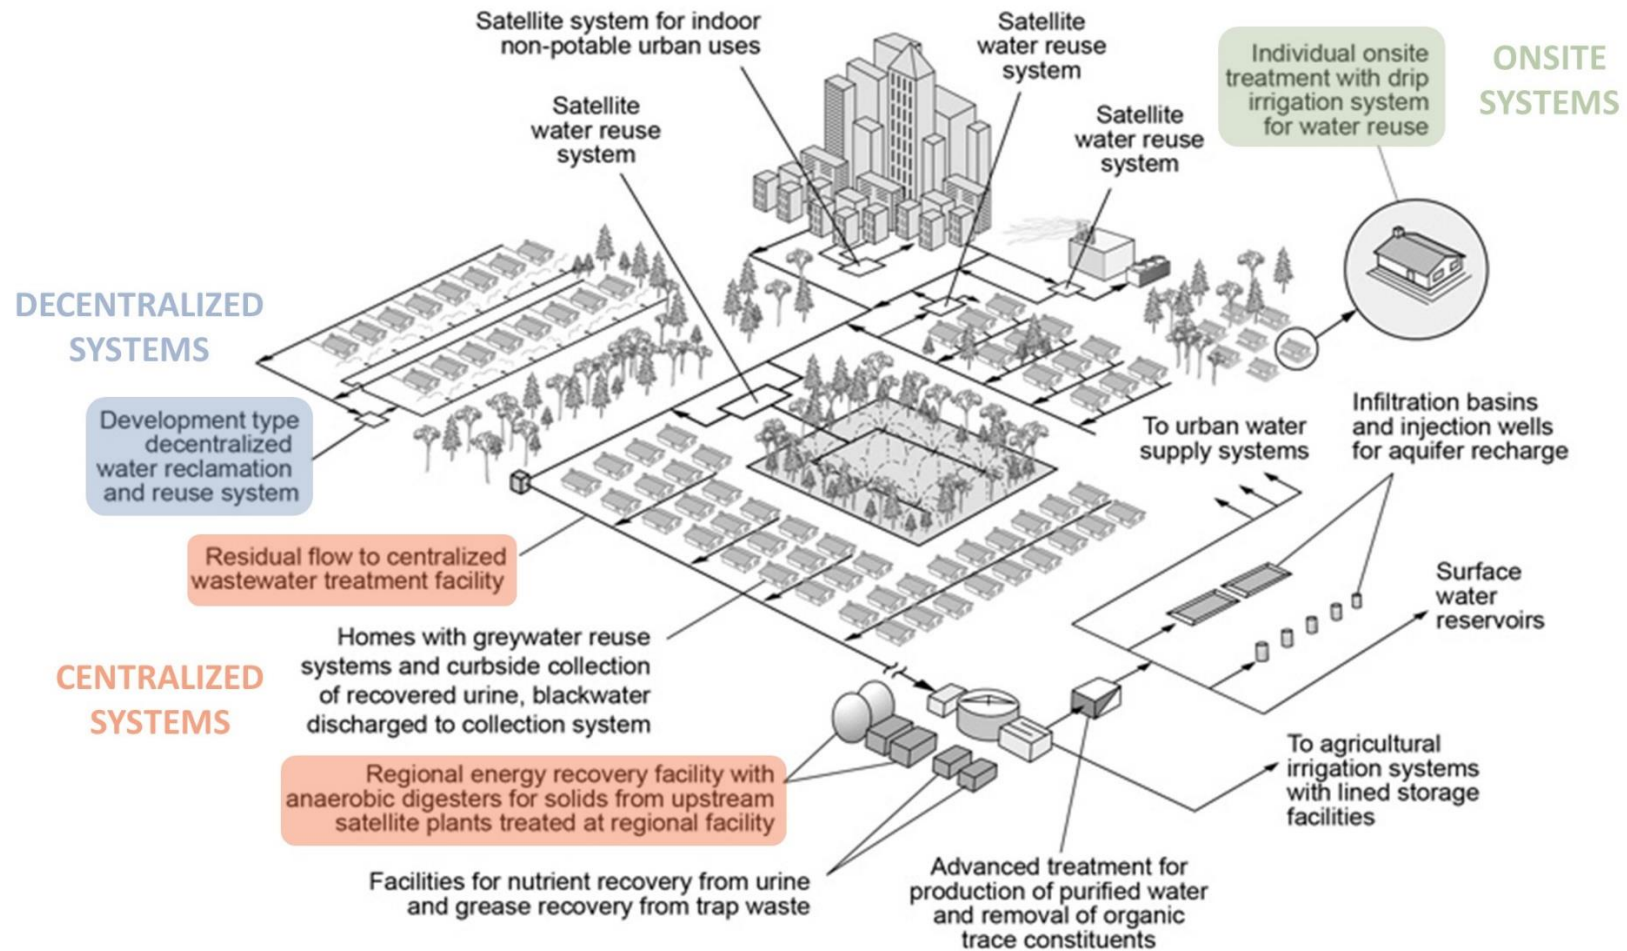 Satellite system for indoor
non-potable urban uses
Satellite
water reuse
system
Satellite
water reuse
system
Satellite
water reuse
system
Individual onsite
treatment with drip
irrigation system
for water reuse
ONSITE
SYSTEMS
DECENTRALIZED
SYSTEMS
Development type
decentralized
water reclamation
and reuse system
To urban water
supply systems
Infiltration basins
and injection wells
for aquifer recharge
Residual flow to centralized
wastewater treatment facility
Surface
water
reservoirs
Homes with greywater reuse
systems and curbside collection
of recovered urine, blackwater
discharged to collection system
CENTRALIZED
SYSTEMS
Regional energy recovery facility with
anaerobic digesters for solids from upstream
satellite plants treated at regional facility
To agricultural
irrigation systems
with lined storage
facilities
Facilities for nutrient recovery from urine
and grease recovery from trap waste
Advanced treatment for
production of purified water
and removal of organic
trace constituents